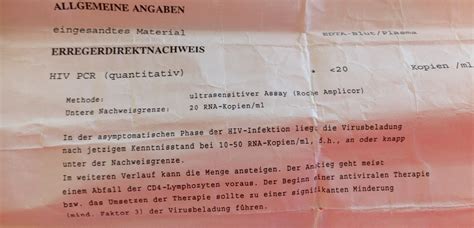 ALLGEMEINE ANGABEN
eingesandtes Material EDTA-Blut/Plasma
ERREGERDIREKTNACHWEIS
HIV PCR (quantitativ) * <20 Kopien /ml
Methode: ultrasensitiver Assay (Roche Amplicor)
Untere Nachweisgrenze: 20 RNA-Kopien/ml
In der asymptomatischen Phase der HIV-Infektion liegt die Virusbeladung
nach jetzigem Kenntnisstand bei 10-50 RNA-Kopien/ml, d.h., an oder knapp
unter der Nachweisgrenze.
Im weiteren Verlauf kann die Menge ansteigen. Der Anstieg geht meist
einem Abfall der CD4-Lymphozyten voraus. Der Beginn einer antiviralen Therapie
bzw. das Umsetzen der Therapie sollte zu einer signifikanten Minderung
(mind. Faktor 3) der Virusbeladung führen.